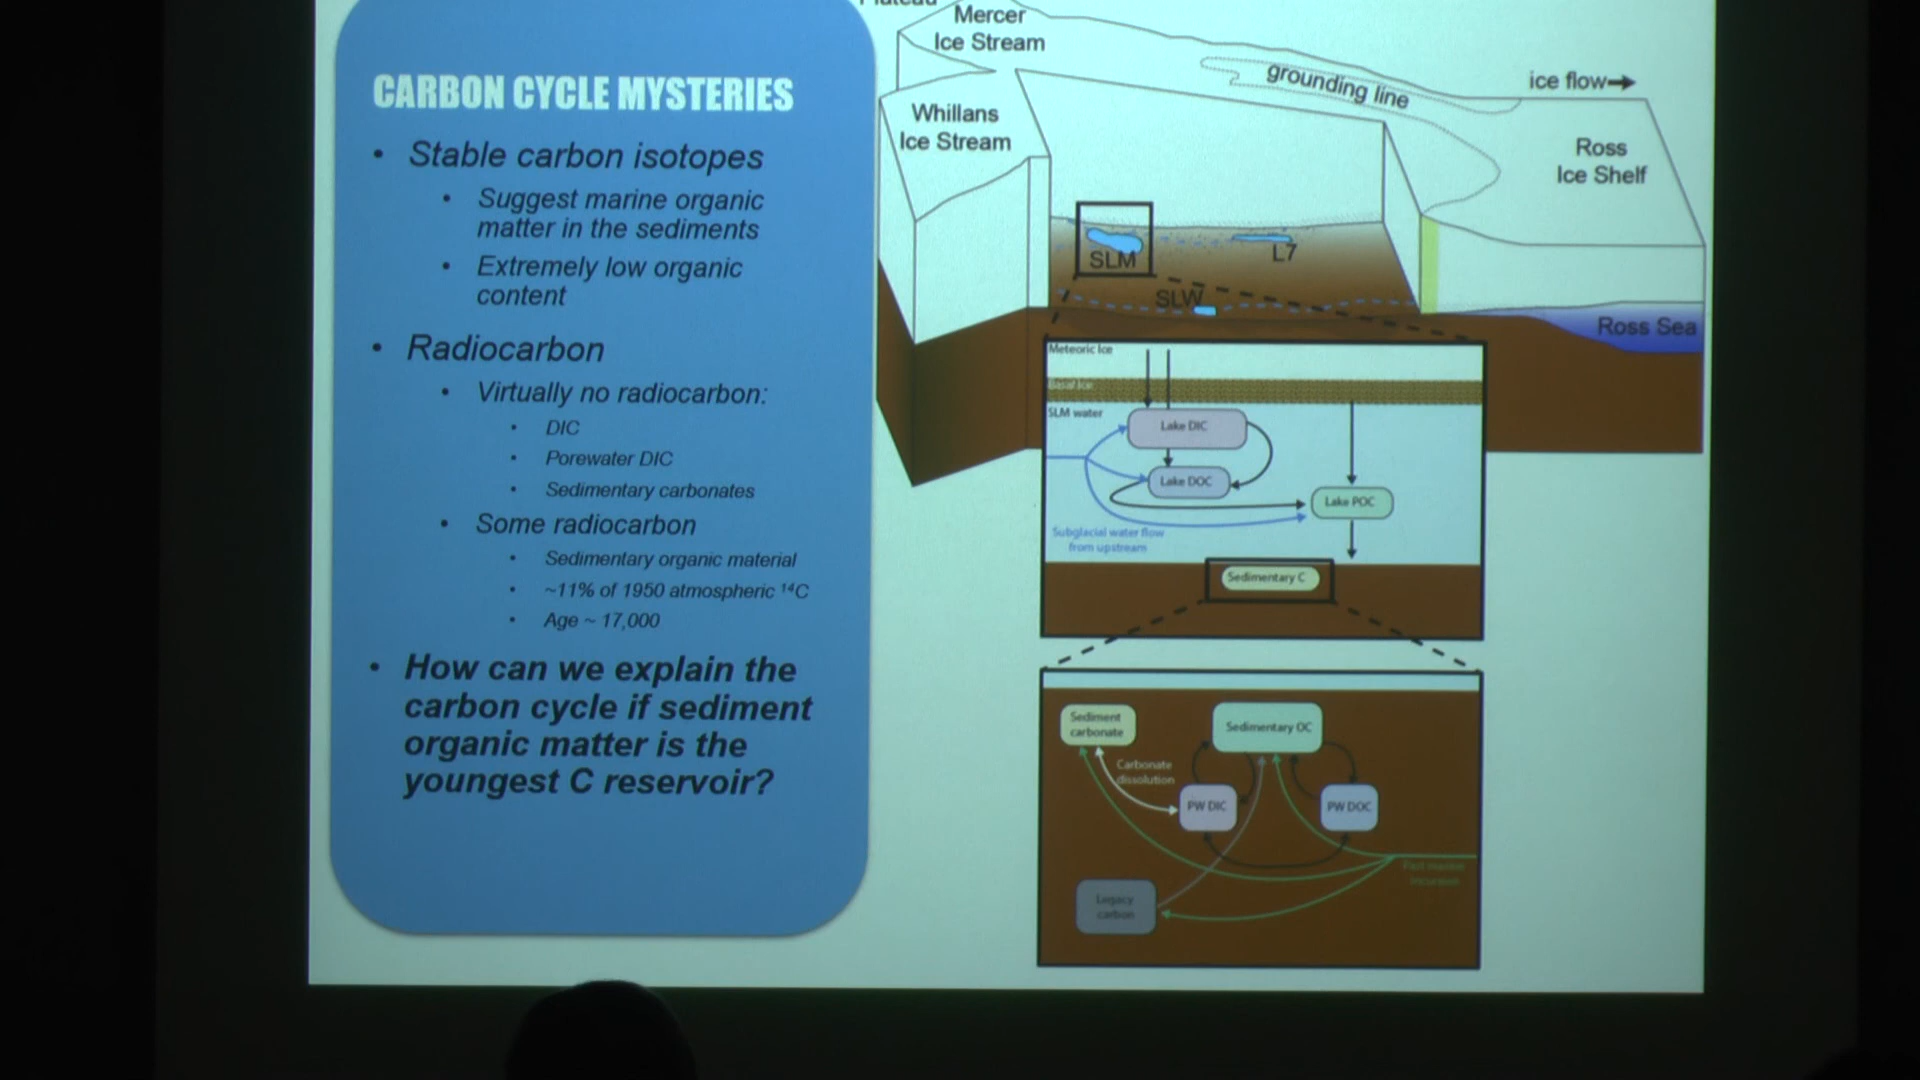 CARBON CYCLE MYSTERIES
• Stable carbon isotopes
• Suggest marine organic
matter in the sediments
• Extremely low organic
content
• Radiocarbon
• Virtually no radiocarbon:
• DIC
• Porewater DIC
• Sedimentary carbonates
• Some radiocarbon
• Sedimentary organic material
• ~11% of 1950 atmospheric ¹⁴C
• Age ~ 17,000
• How can we explain the
carbon cycle if sediment
organic matter is the
youngest C reservoir?
Plateau
Mercer
Ice Stream
Whillans
Ice Stream
grounding line
ice flow→
Ross
Ice Shelf
SLM
L7
SLW
Ross Sea
Meteoric Ice
Basal Ice
SLM water
Lake DIC
Lake DOC
Lake POC
Subglacial water flow
from upstream
Sedimentary C
Sediment
carbonate
Sedimentary OC
Carbonate
dissolution
PW DIC
PW DOC
Past marine
incursion
Legacy
carbon